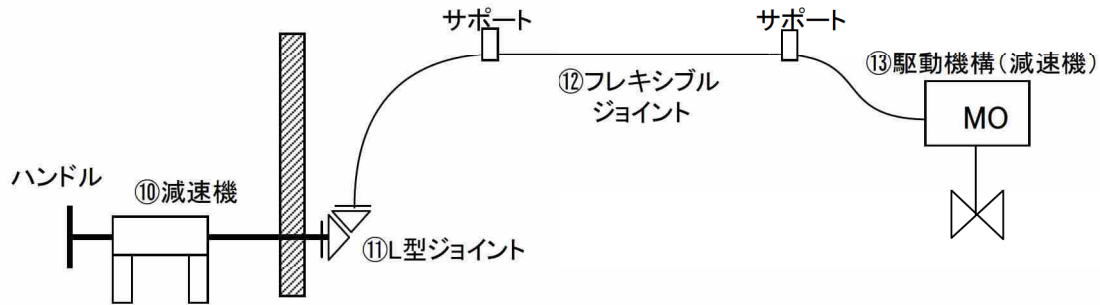 サポート
サポート
⑬駆動機構(減速機)
⑫フレキシブル
ジョイント
MO
ハンドル
⑩減速機
⑪L型ジョイント